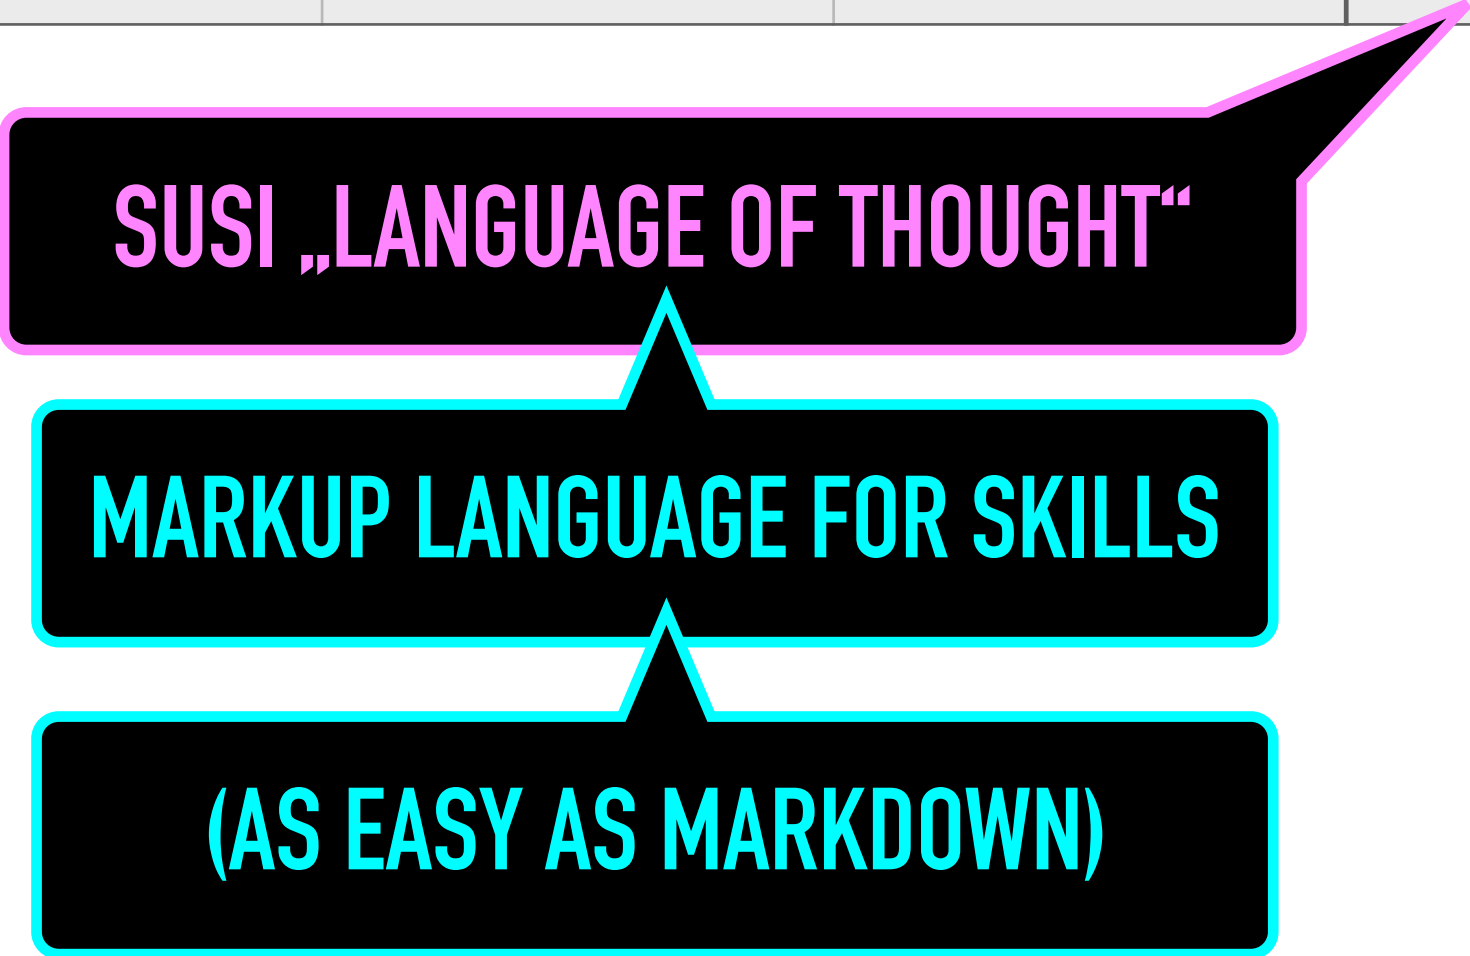 SUSI „LANGUAGE OF THOUGHT“
MARKUP LANGUAGE FOR SKILLS
(AS EASY AS MARKDOWN)